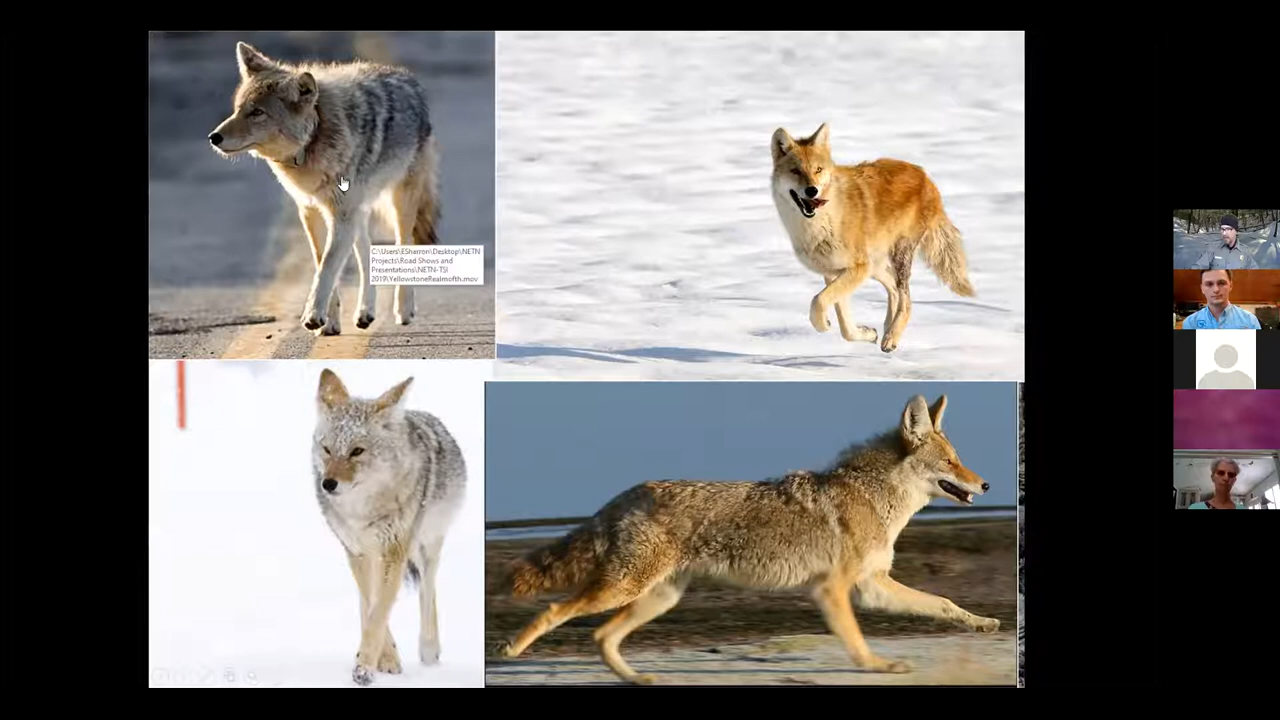 C:\Users\ESharron\Desktop\NETN
Projects\Road Shows and
Presentations\NETN-TSI
2019\YellowstoneRealmofth.mov